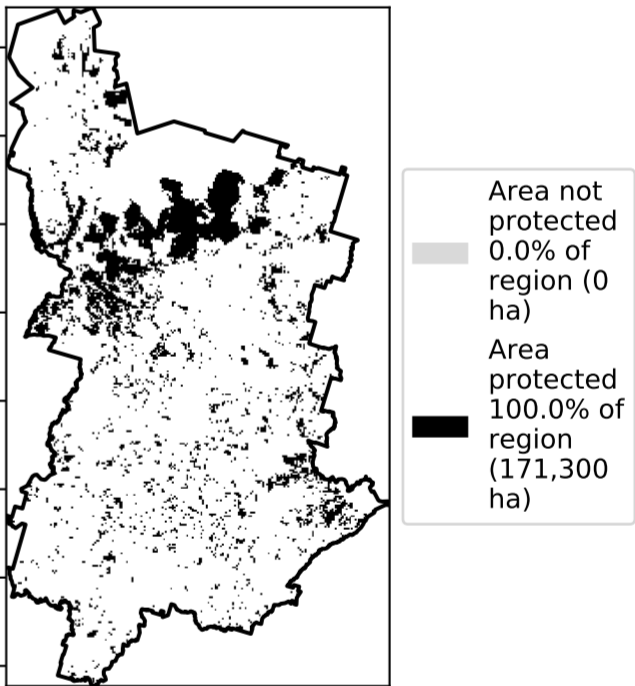 Area not
protected
0.0% of
region (0
ha)
Area
protected
100.0% of
region
(171,300
ha)